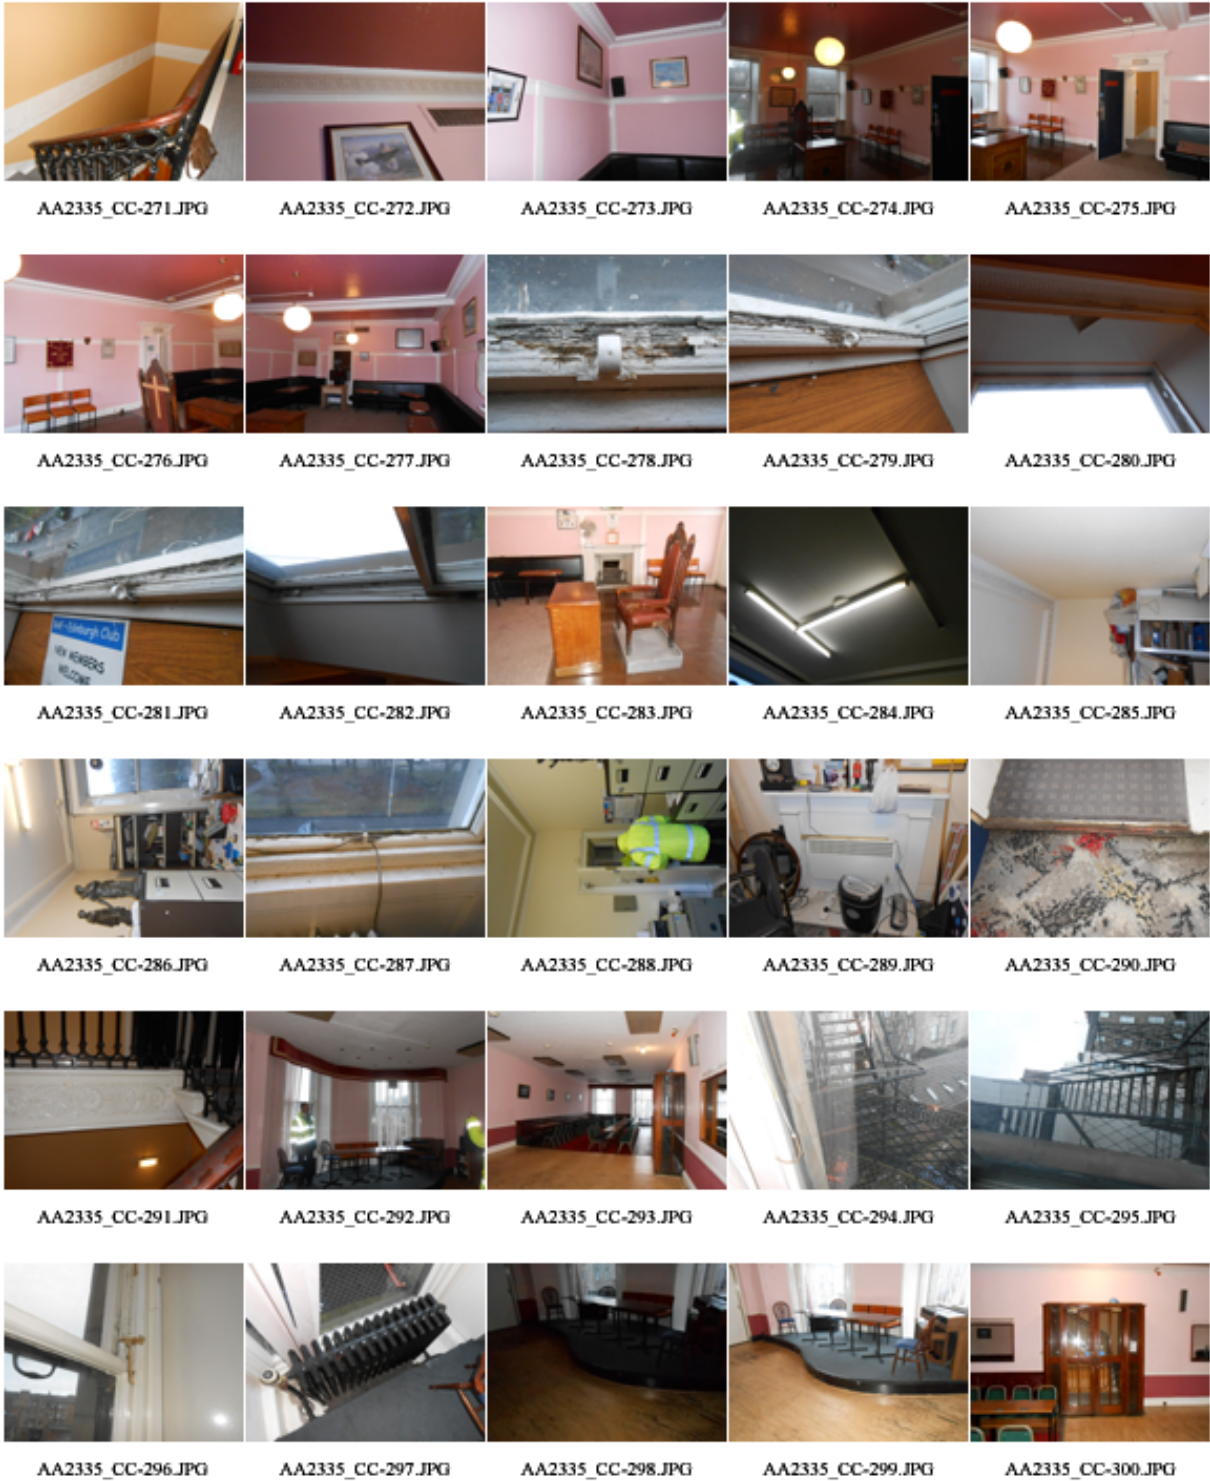 AA2335_CC-271.JPG AA2335_CC-272.JPG AA2335_CC-273.JPG AA2335_CC-274.JPG AA2335_CC-275.JPG
AA2335_CC-276.JPG AA2335_CC-277.JPG AA2335_CC-278.JPG AA2335_CC-279.JPG AA2335_CC-280.JPG
Edinburgh Club
NEW MEMBERS
WELCOME
AA2335_CC-281.JPG AA2335_CC-282.JPG AA2335_CC-283.JPG AA2335_CC-284.JPG AA2335_CC-285.JPG
AA2335_CC-286.JPG AA2335_CC-287.JPG AA2335_CC-288.JPG AA2335_CC-289.JPG AA2335_CC-290.JPG
AA2335_CC-291.JPG AA2335_CC-292.JPG AA2335_CC-293.JPG AA2335_CC-294.JPG AA2335_CC-295.JPG
AA2335_CC-296.JPG AA2335_CC-297.JPG AA2335_CC-298.JPG AA2335_CC-299.JPG AA2335_CC-300.JPG